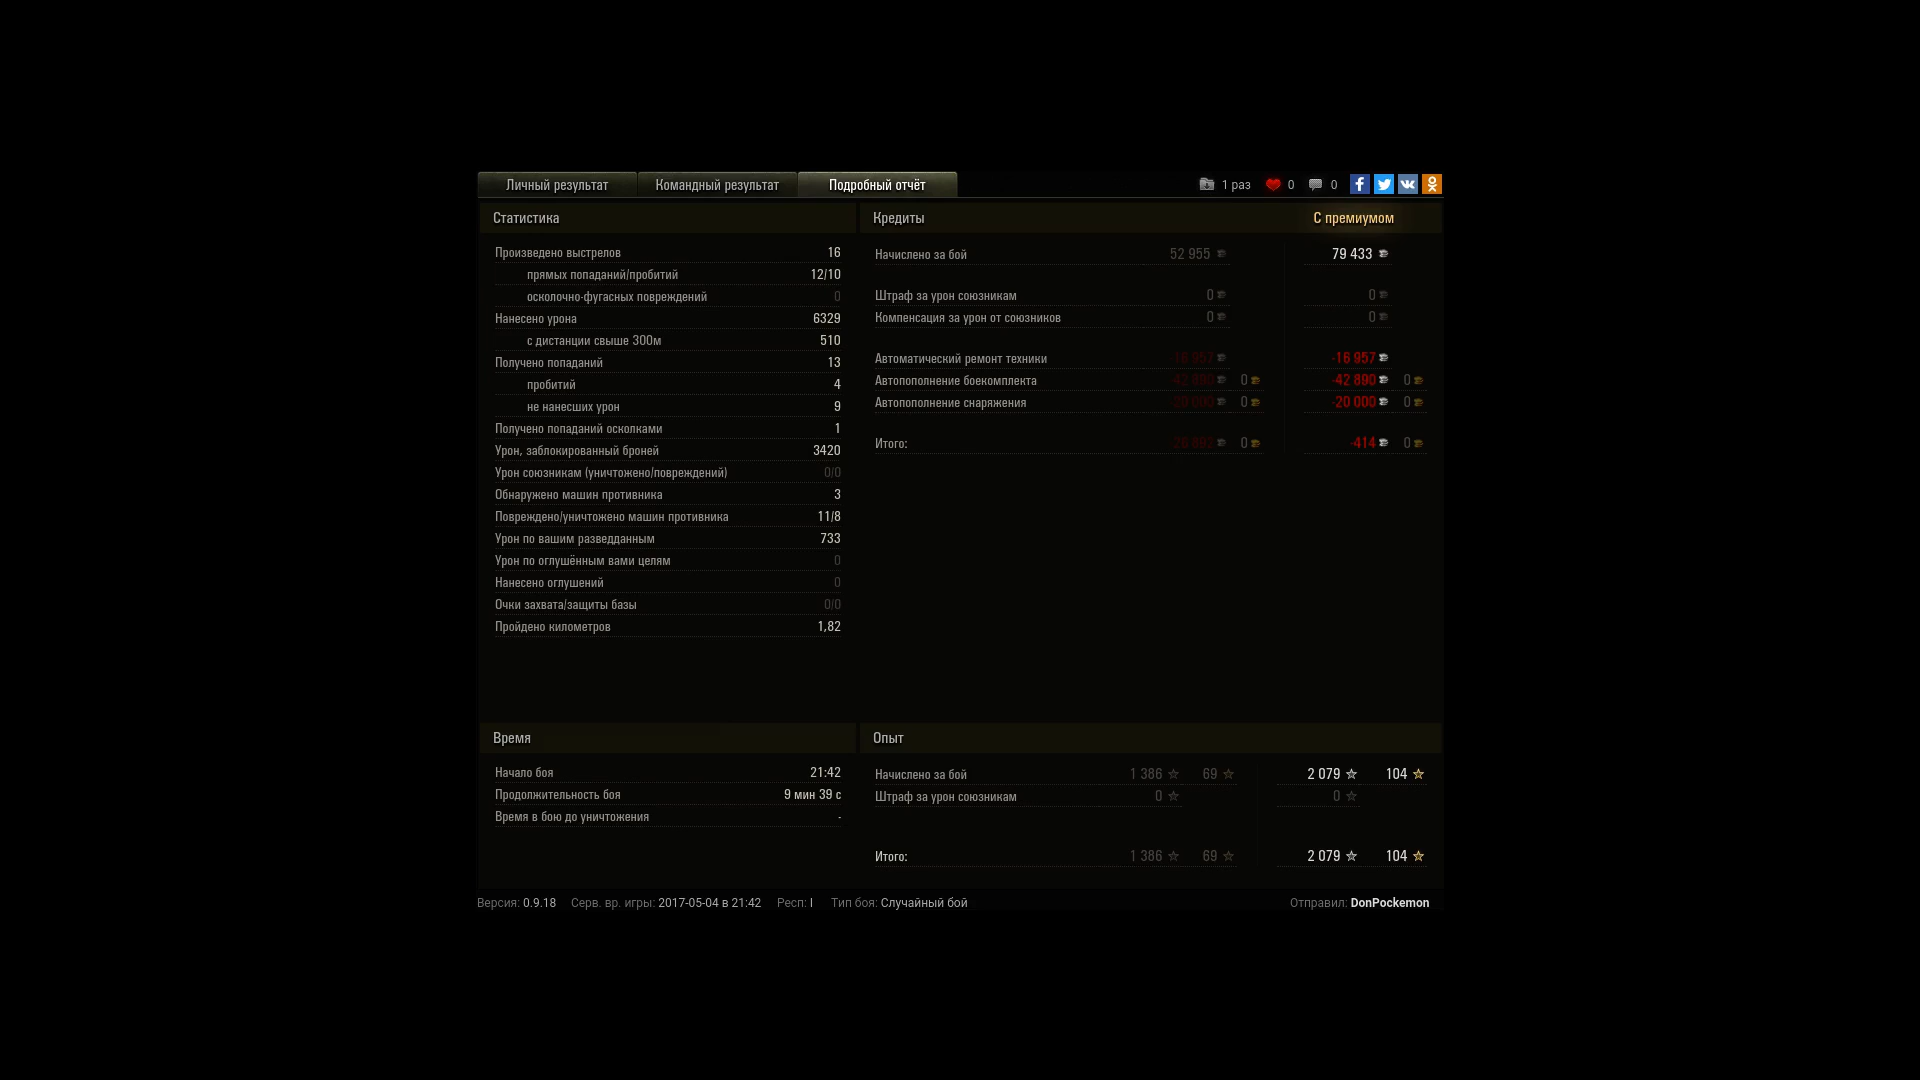 Личный результат Командный результат Подробный отчёт 1 раз 0 0
Статистика
Произведено выстрелов 16
прямых попаданий/пробитий 12/10
осколочно-фугасных повреждений 0
Нанесено урона 6329
с дистанции свыше 300м 510
Получено попаданий 13
пробитий 4
не нанесших урон 9
Получено попаданий осколками 1
Урон, заблокированный броней 3420
Урон союзникам (уничтожено/повреждений) 0/0
Обнаружено машин противника 3
Повреждено/уничтожено машин противника 11/8
Урон по вашим разведданным 733
Урон по оглушённым вами целям 0
Нанесено оглушений 0
Очки захвата/защиты базы 0/0
Пройдено километров 1,82
Кредиты С премиумом
Начислено за бой 52 955 79 433
Штраф за урон союзникам 0 0
Компенсация за урон от союзников 0 0
Автоматический ремонт техники -16 957 -16 957
Автопополнение боекомплекта -42 890 0 -42 890 0
Автопополнение снаряжения -20 000 0 -20 000 0
Итого: -26 892 0 -414 0
Время
Начало боя 21:42
Продолжительность боя 9 мин 39 с
Время в бою до уничтожения -
Опыт
Начислено за бой 1 386 69 2 079 104
Штраф за урон союзникам 0 0
Итого: 1 386 69 2 079 104
Версия: 0.9.18 Серв. вр. игры: 2017-05-04 в 21:42 Респ: I Тип боя: Случайный бой Отправил: DonPockemon